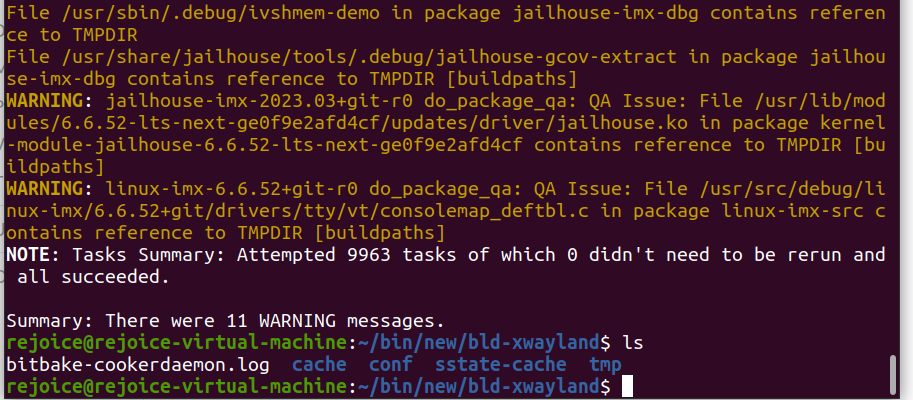 File /usr/sbin/.debug/ivshmem-demo in package jailhouse-imx-dbg contains referen
ce to TMPDIR
File /usr/share/jailhouse/tools/.debug/jailhouse-gcov-extract in package jailhou
se-imx-dbg contains reference to TMPDIR [buildpaths]
WARNING: jailhouse-imx-2023.03+git-r0 do_package_qa: QA Issue: File /usr/lib/mod
ules/6.6.52-lts-next-ge0f9e2afd4cf/updates/driver/jailhouse.ko in package kernel
-module-jailhouse-6.6.52-lts-next-ge0f9e2afd4cf contains reference to TMPDIR [bu
ildpaths]
WARNING: linux-imx-6.6.52+git-r0 do_package_qa: QA Issue: File /usr/src/debug/li
nux-imx/6.6.52+git/drivers/tty/vt/consolemap_deftbl.c in package linux-imx-src c
ontains reference to TMPDIR [buildpaths]
NOTE: Tasks Summary: Attempted 9963 tasks of which 0 didn't need to be rerun and
 all succeeded.

Summary: There were 11 WARNING messages.
rejoice@rejoice-virtual-machine:~/bin/new/bld-xwayland$ ls
bitbake-cookerdaemon.log  cache  conf  sstate-cache  tmp
rejoice@rejoice-virtual-machine:~/bin/new/bld-xwayland$